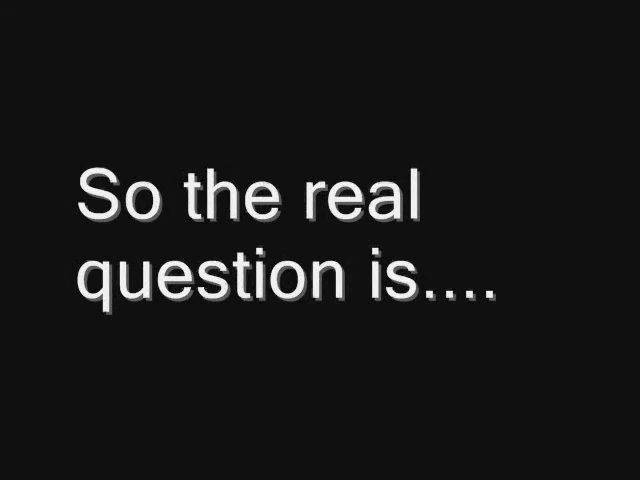 So the real
question is....